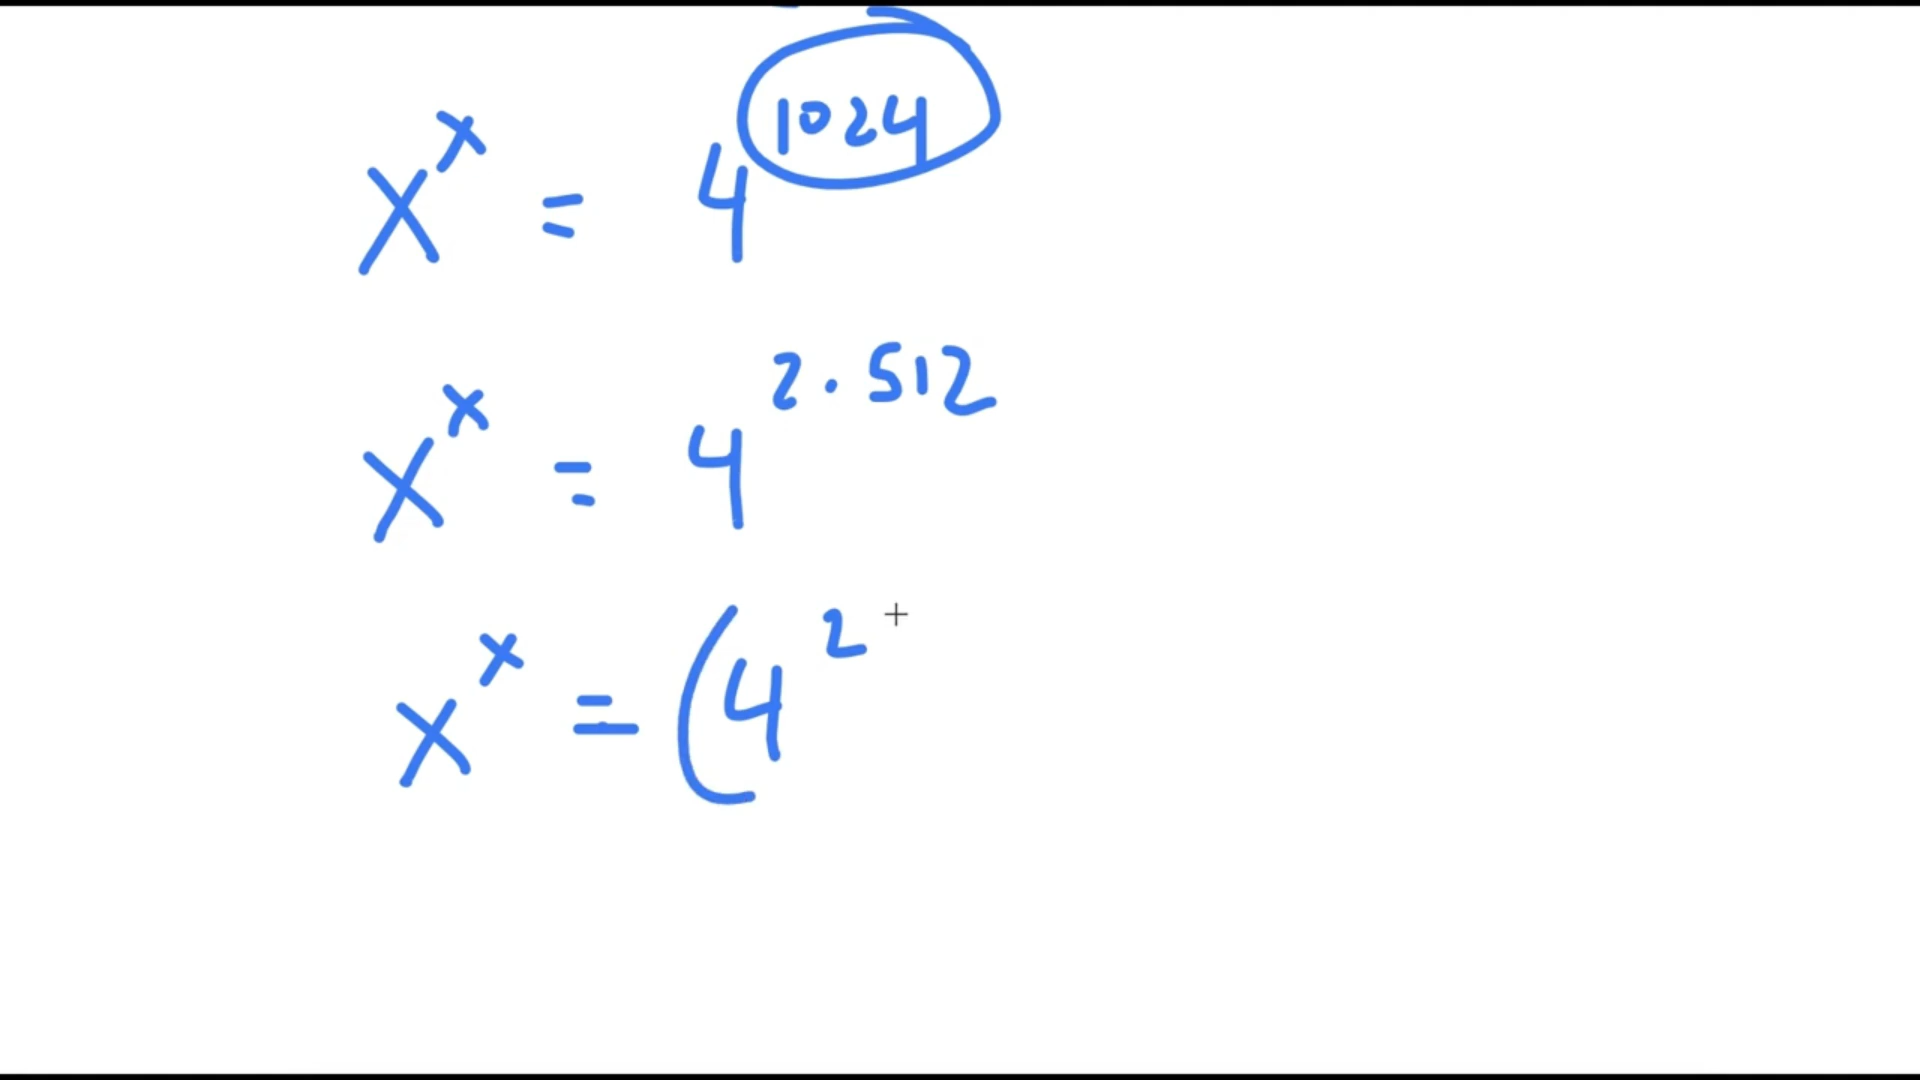 x^x = 4^1024
x^x = 4^2·512
x^x = (4^2